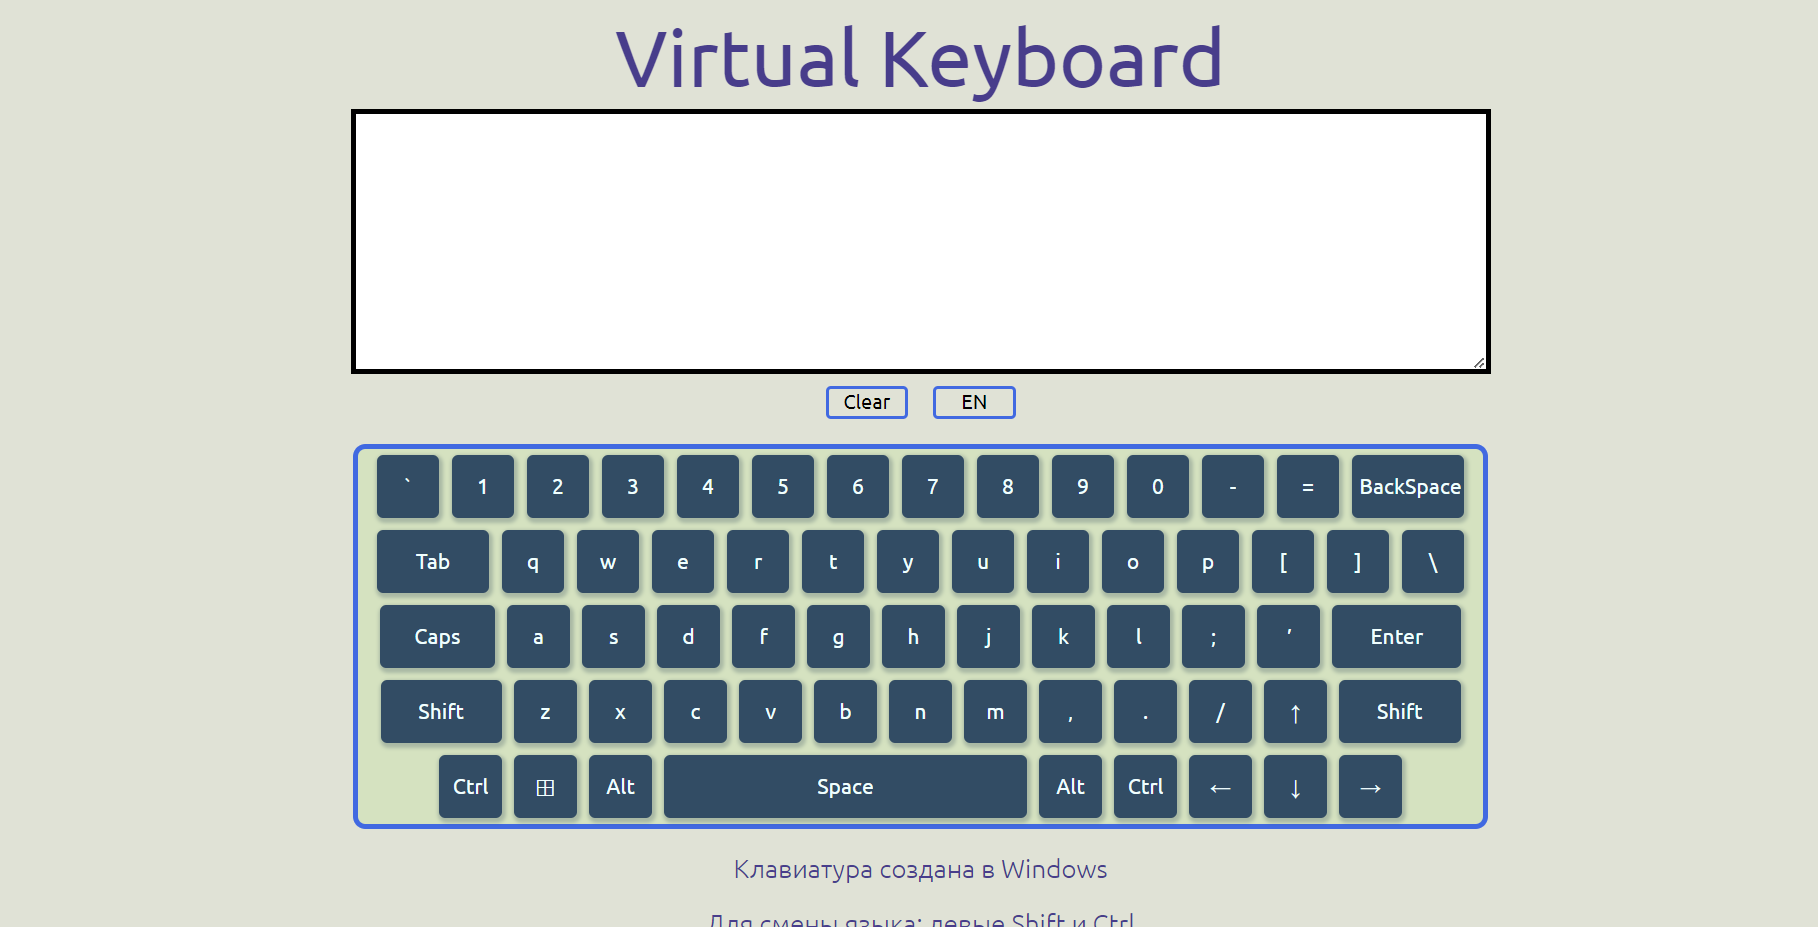 Virtual Keyboard
Clear EN
` 1 2 3 4 5 6 7 8 9 0 - = BackSpace
Tab q w e r t y u i o p [ ] \
Caps a s d f g h j k l ; ' Enter
Shift z x c v b n m , . / ↑ Shift
Ctrl ⊞ Alt Space Alt Ctrl ← ↓ →
Клавиатура создана в Windows
Для смены языка: левые Shift и Ctrl